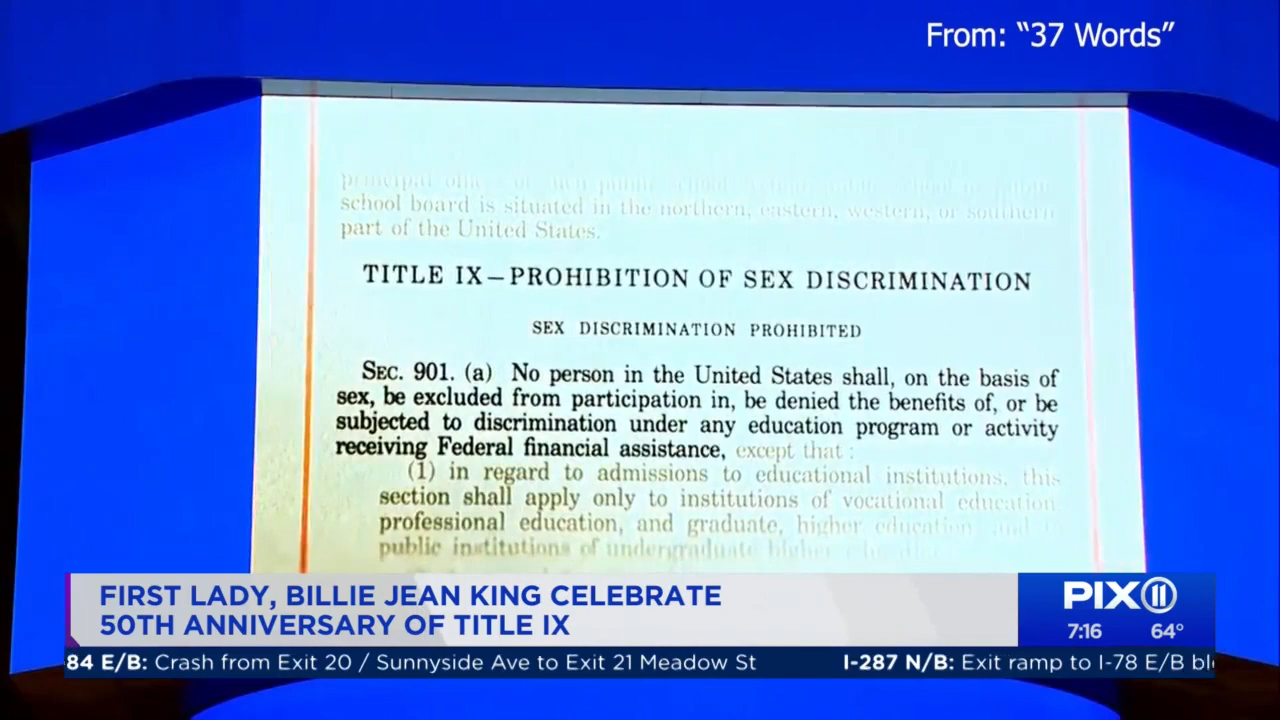 From: “37 Words”
school board is situated in the northern, eastern, western, or southern
part of the United States.
TITLE IX—PROHIBITION OF SEX DISCRIMINATION
SEX DISCRIMINATION PROHIBITED
SEC. 901. (a) No person in the United States shall, on the basis of
sex, be excluded from participation in, be denied the benefits of, or be
subjected to discrimination under any education program or activity
receiving Federal financial assistance, except that:
(1) in regard to admissions to educational institutions, this
section shall apply only to institutions of vocational education
professional education, and graduate, higher education and
public institutions of undergraduate higher
FIRST LADY, BILLIE JEAN KING CELEBRATE
50TH ANNIVERSARY OF TITLE IX
PIX11
7:16 64°
84 E/B: Crash from Exit 20 / Sunnyside Ave to Exit 21 Meadow St I-287 N/B: Exit ramp to I-78 E/B